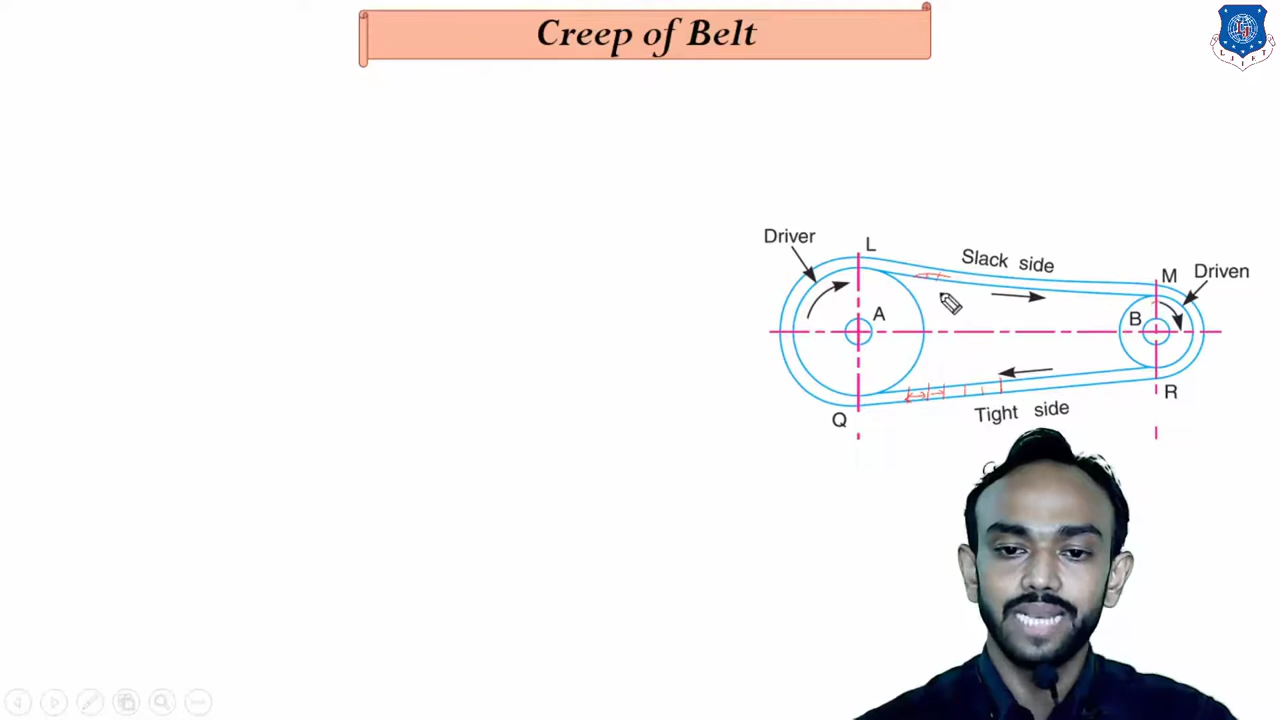 Creep of Belt
L J I E T
Driver
L
Slack side
M
Driven
A
B
Q
Tight side
R